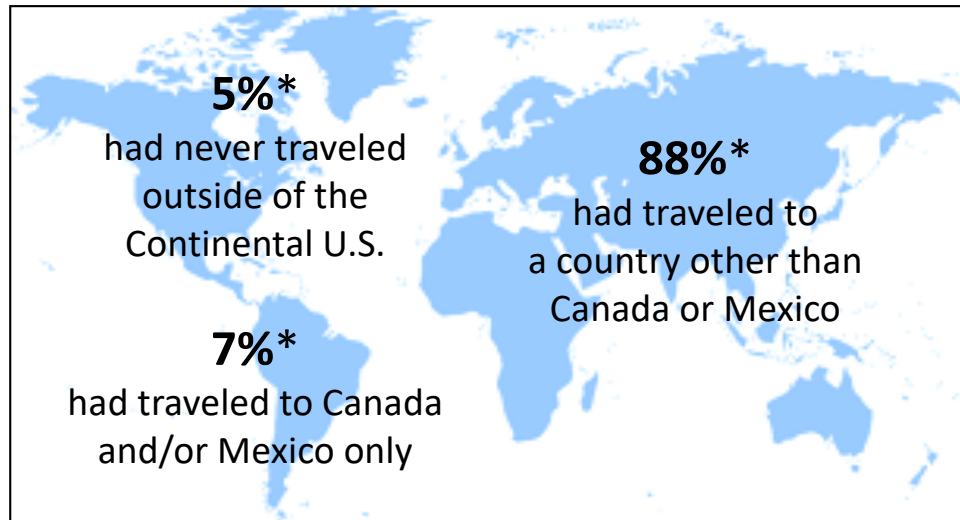 5%*
had never traveled
outside of the
Continental U.S.
7%*
had traveled to Canada
and/or Mexico only
88%*
had traveled to
a country other than
Canada or Mexico